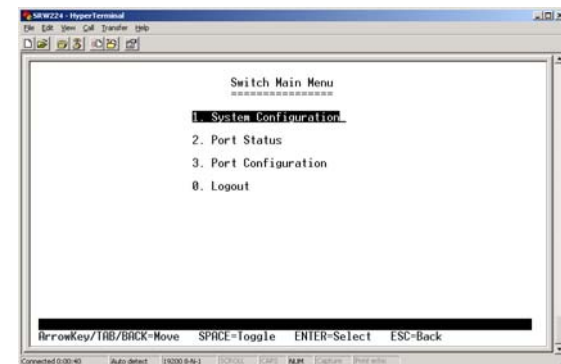 SRW224 - HyperTerminal
File Edit View Call Transfer Help
Switch Main Menu
================
1. System Configuration_
2. Port Status
3. Port Configuration
0. Logout
ArrowKey/TAB/BACK=Move SPACE=Toggle ENTER=Select ESC=Back
Connected 0:00:40 Auto detect 19200 8-N-1 SCROLL CAPS NUM Capture Print echo